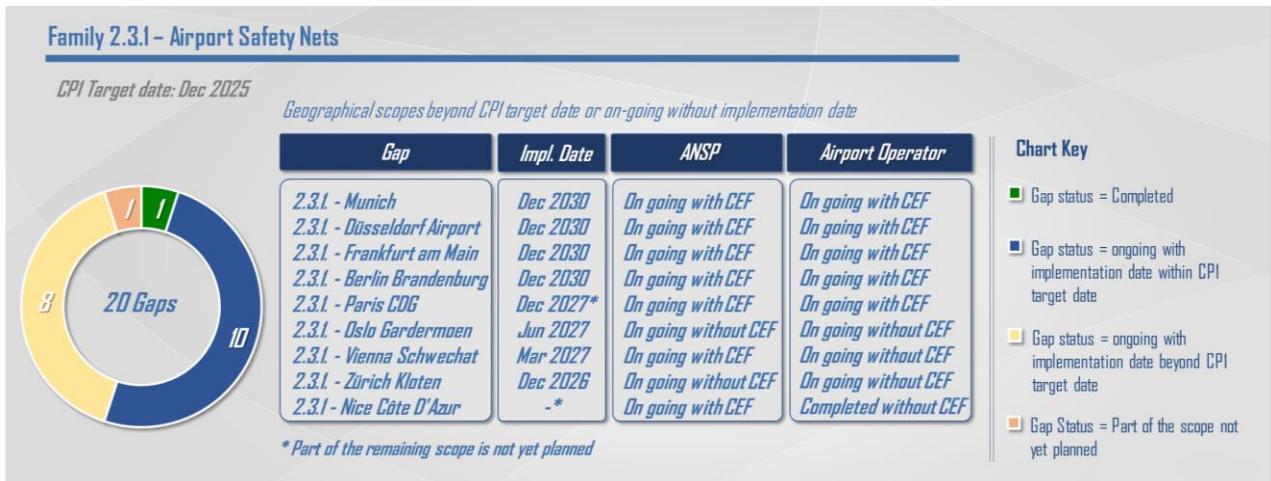 Family 2.3.1 – Airport Safety Nets
CP1 Target date: Dec 2025
Geographical scopes beyond CP1 target date or on-going without implementation date
Gap Impl. Date ANSP Airport Operator
2.3.1. - Munich Dec 2030 On going with CEF On going with CEF
2.3.1. - Düsseldorf Airport Dec 2030 On going with CEF On going with CEF
2.3.1. - Frankfurt am Main Dec 2030 On going with CEF On going with CEF
2.3.1. - Berlin Brandenburg Dec 2030 On going with CEF On going with CEF
2.3.1. - Paris CDG Dec 2027* On going with CEF On going with CEF
2.3.1. - Oslo Gardermoen Jun 2027 On going without CEF On going without CEF
2.3.1. - Vienna Schwechat Mar 2027 On going with CEF On going without CEF
2.3.1. - Zürich Kloten Dec 2026 On going without CEF On going without CEF
2.3.1 - Nice Côte D'Azur -* On going with CEF Completed without CEF
* Part of the remaining scope is not yet planned
1 1
8
20 Gaps
10
Chart Key
Gap status = Completed
Gap status = ongoing with
implementation date within CP1
target date
Gap status = ongoing with
implementation date beyond CP1
target date
Gap Status = Part of the scope not
yet planned